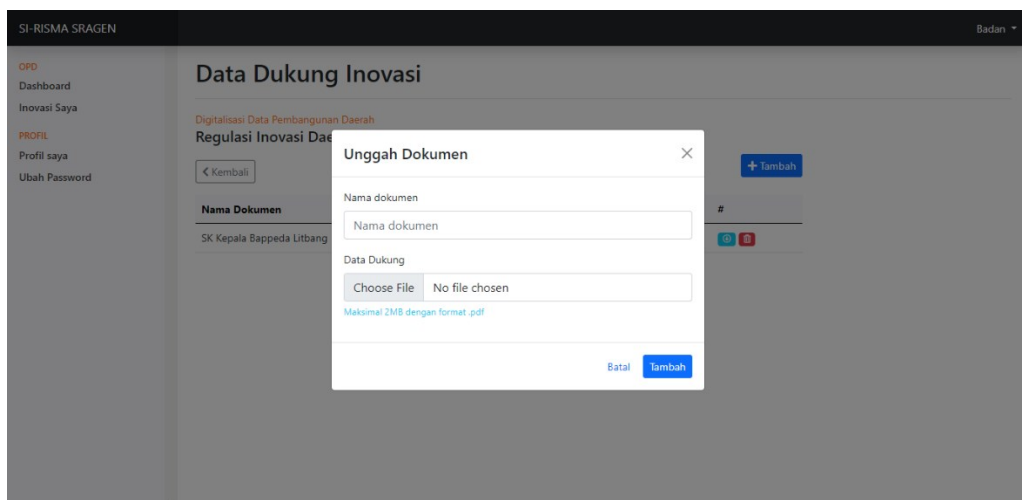 SI-RISMA SRAGEN
Badan
OPD
Dashboard
Inovasi Saya
PROFIL
Profil saya
Ubah Password
Data Dukung Inovasi
Digitalisasi Data Pembangunan Daerah
Regulasi Inovasi Dae
Kembali
+ Tambah
Nama Dokumen
#
SK Kepala Bappeda Litbang
Unggah Dokumen
Nama dokumen
Nama dokumen
Data Dukung
Choose File No file chosen
Maksimal 2MB dengan format .pdf
Batal Tambah